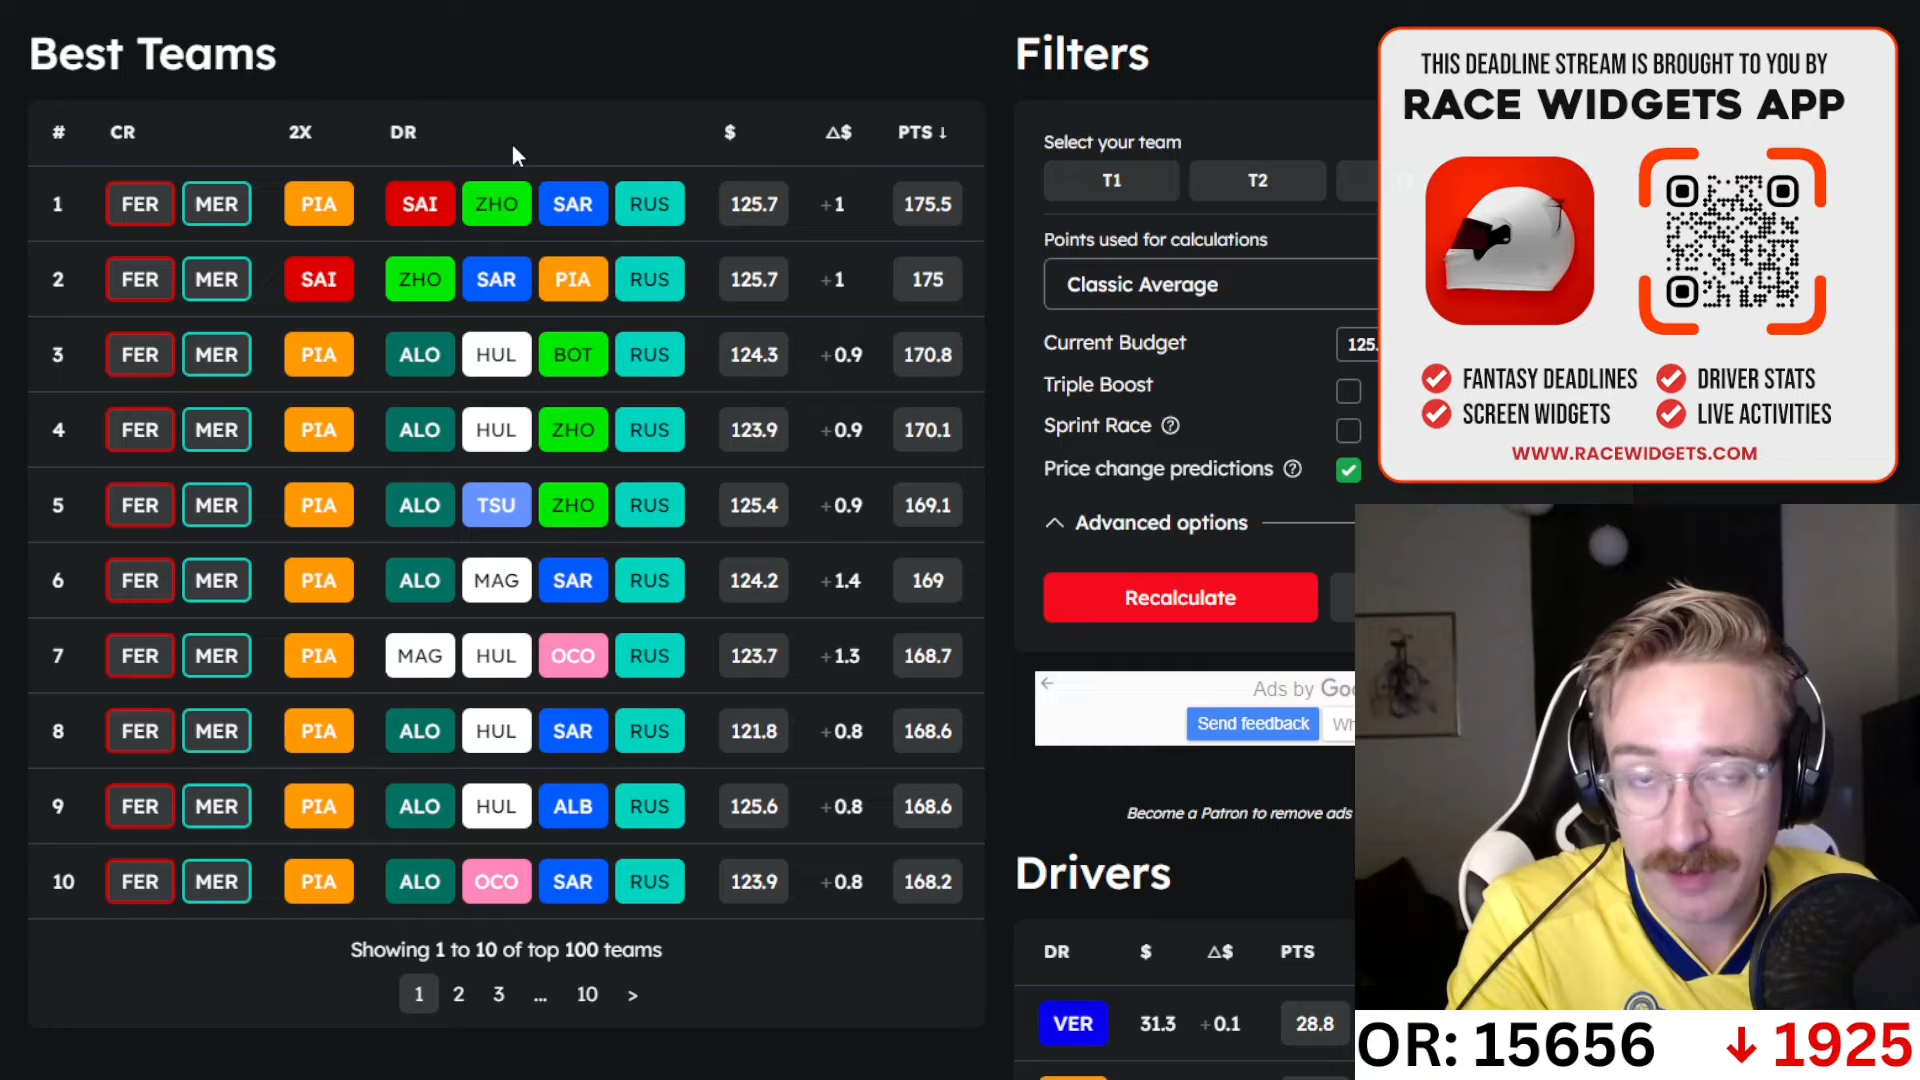 Best Teams
# CR 2X DR $ △$ PTS ↓
1 FER MER PIA SAI ZHO SAR RUS 125.7 +1 175.5
2 FER MER SAI ZHO SAR PIA RUS 125.7 +1 175
3 FER MER PIA ALO HUL BOT RUS 124.3 +0.9 170.8
4 FER MER PIA ALO HUL ZHO RUS 123.9 +0.9 170.1
5 FER MER PIA ALO TSU ZHO RUS 125.4 +0.9 169.1
6 FER MER PIA ALO MAG SAR RUS 124.2 +1.4 169
7 FER MER PIA MAG HUL OCO RUS 123.7 +1.3 168.7
8 FER MER PIA ALO HUL SAR RUS 121.8 +0.8 168.6
9 FER MER PIA ALO HUL ALB RUS 125.6 +0.8 168.6
10 FER MER PIA ALO OCO SAR RUS 123.9 +0.8 168.2
Showing 1 to 10 of top 100 teams
1 2 3 ... 10 >
Filters
Select your team
T1 T2
Points used for calculations
Classic Average
Current Budget 125.
Triple Boost
Sprint Race ?
Price change predictions ?
Advanced options
Recalculate
Ads by
Send feedback
Become a Patron to remove ads
Drivers
DR $ △$ PTS
VER 31.3 +0.1 28.8
THIS DEADLINE STREAM IS BROUGHT TO YOU BY
RACE WIDGETS APP
FANTASY DEADLINES DRIVER STATS
SCREEN WIDGETS LIVE ACTIVITIES
WWW.RACEWIDGETS.COM
OR: 15656 ↓ 1925